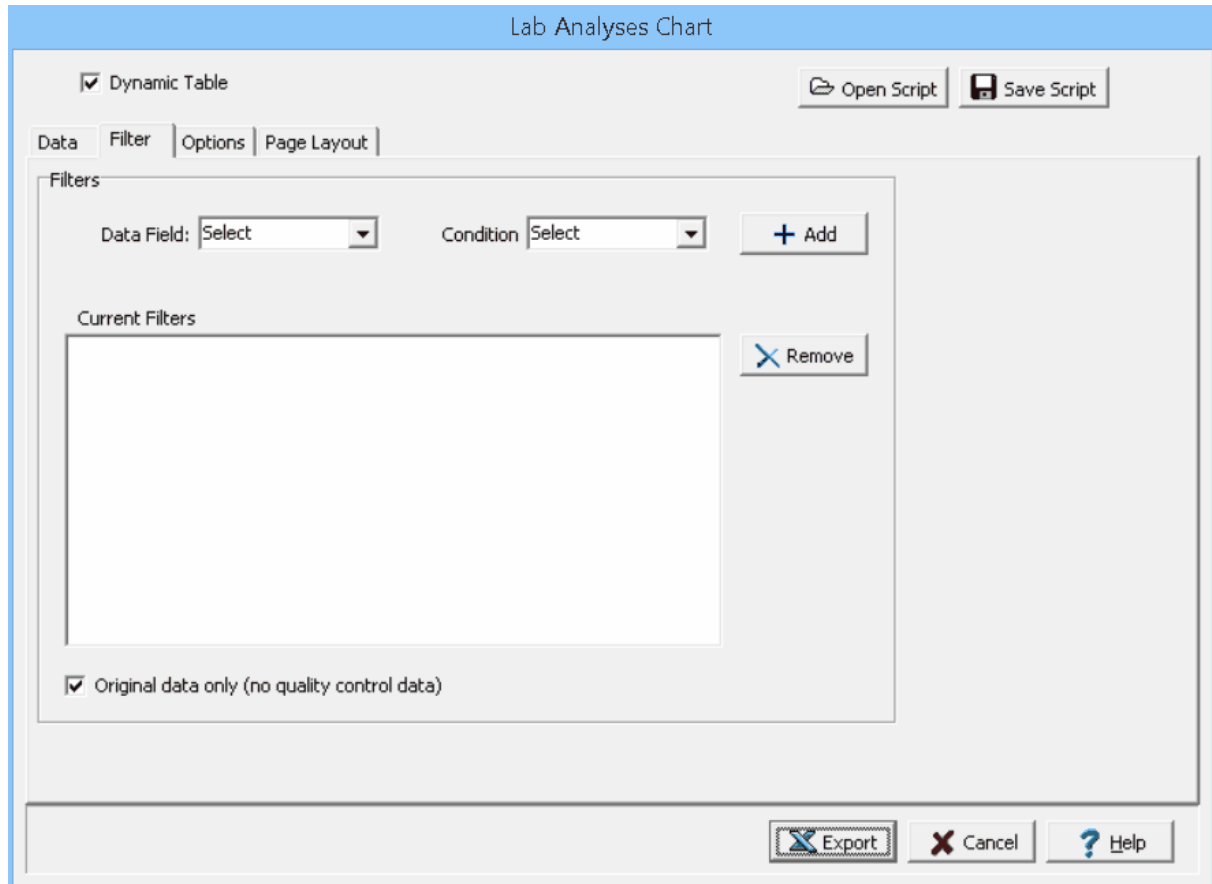 Lab Analyses Chart
Dynamic Table
Open Script
Save Script
Data
Filter
Options
Page Layout
Filters
Data Field: Select
Condition Select
Add
Current Filters
Remove
Original data only (no quality control data)
Export
Cancel
Help